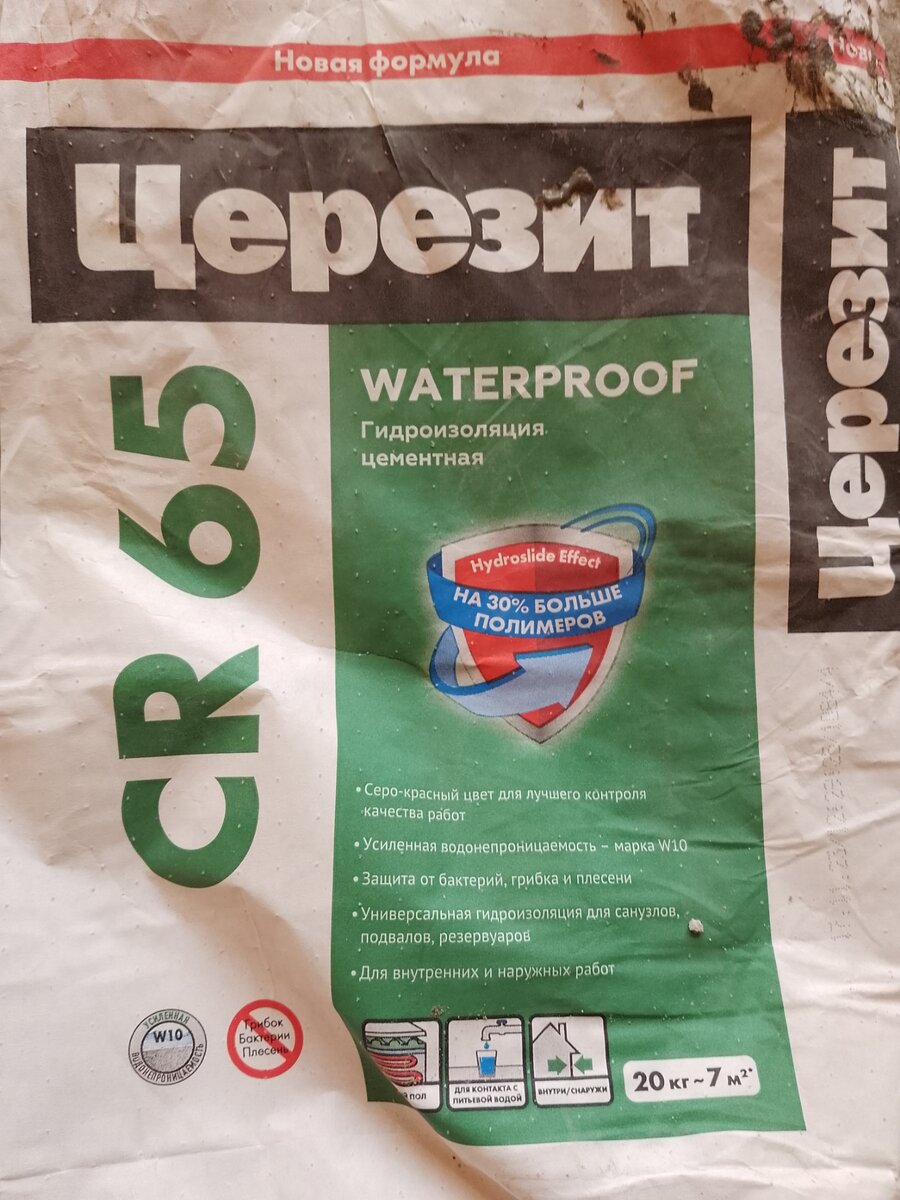 Новая формула
Церезит
CR 65
WATERPROOF
Гидроизоляция
цементная
Hydroslide Effect
НА 30% БОЛЬШЕ
ПОЛИМЕРОВ
• Серо-красный цвет для лучшего контроля
качества работ
• Усиленная водонепроницаемость – марка W10
• Защита от бактерий, грибка и плесени
• Универсальная гидроизоляция для санузлов,
подвалов, резервуаров
• Для внутренних и наружных работ
УСИЛЕННАЯ
W10
ВОДОНЕПРОНИЦАЕМОСТЬ
Грибок
Бактерии
Плесень
ПОЛ
ДЛЯ КОНТАКТА С
ПИТЬЕВОЙ ВОДОЙ
ВНУТРИ/СНАРУЖИ
20 кг ~ 7 м²*
Церезит